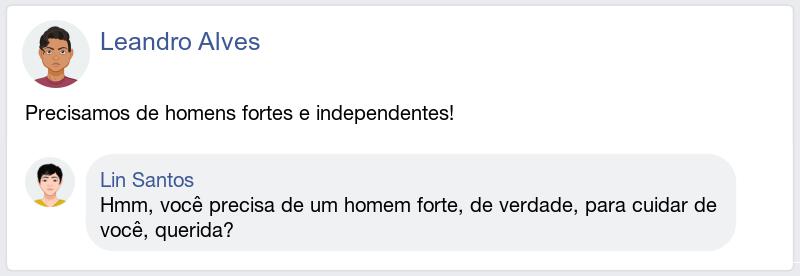 Leandro Alves
Precisamos de homens fortes e independentes!
Lin Santos
Hmm, você precisa de um homem forte, de verdade, para cuidar de
você, querida?